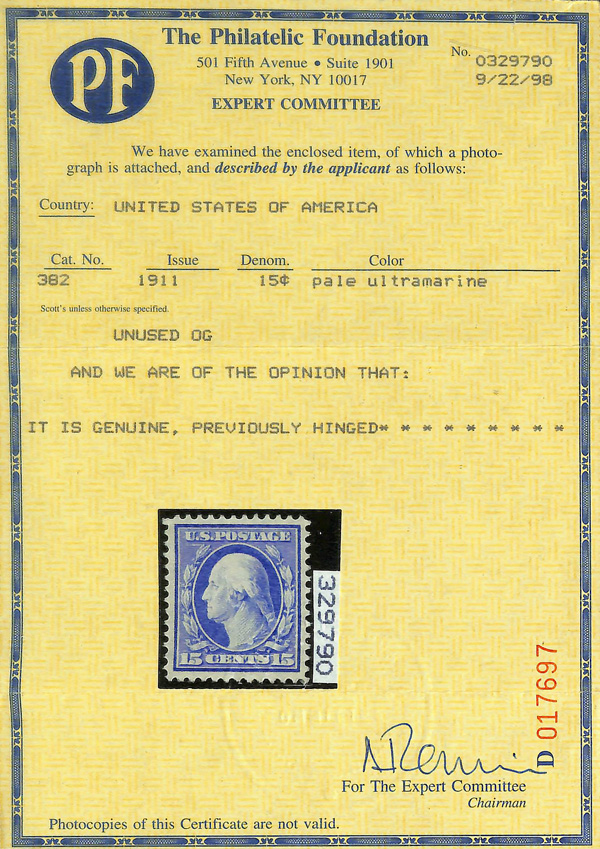 PF
The Philatelic Foundation
501 Fifth Avenue • Suite 1901
New York, NY 10017
EXPERT COMMITTEE
No. 0329790
9/22/98
We have examined the enclosed item, of which a photo-
graph is attached, and described by the applicant as follows:
Country: UNITED STATES OF AMERICA
Cat. No. Issue Denom. Color
382 1911 15¢ pale ultramarine
Scott's unless otherwise specified.
UNUSED OG
AND WE ARE OF THE OPINION THAT:
IT IS GENUINE, PREVIOUSLY HINGED* * * * * * * * *
U.S.POSTAGE
15 CENTS 15
329790
D 017697
For The Expert Committee
Chairman
Photocopies of this Certificate are not valid.